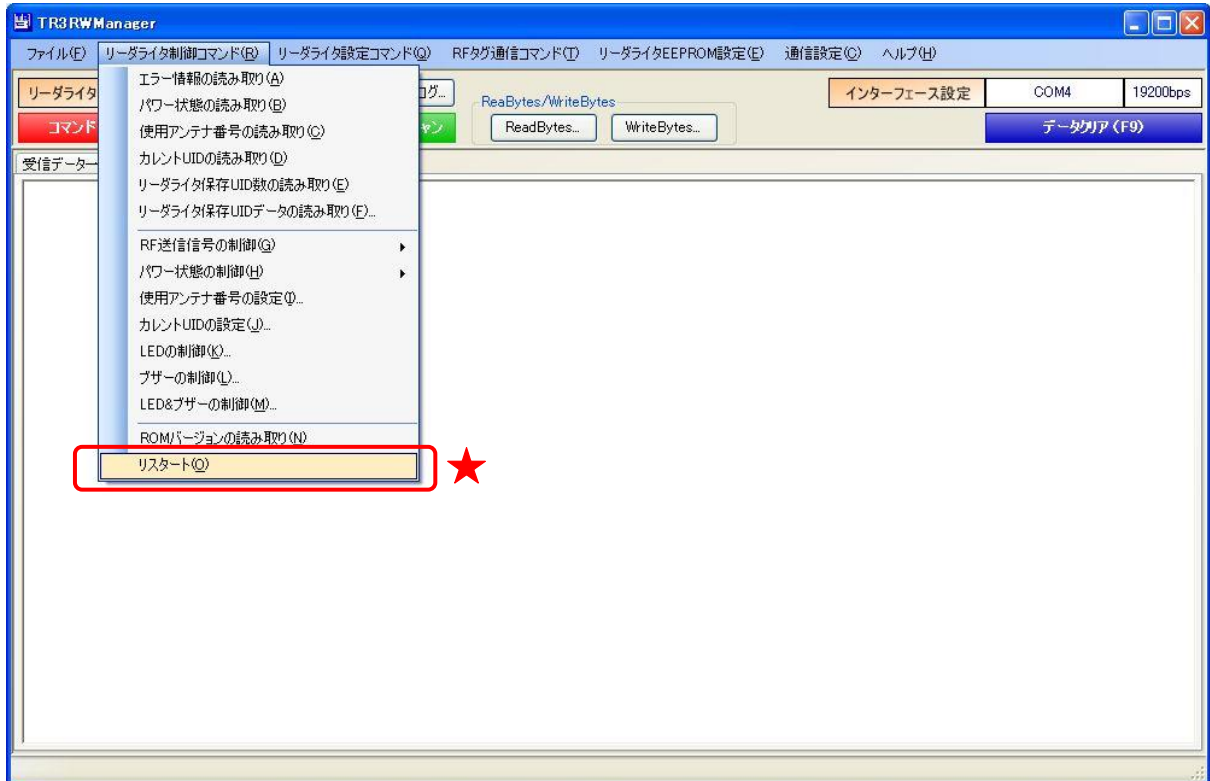 TR3RWManager
ファイル(F) リーダライタ制御コマンド(R) リーダライタ設定コマンド(Q) RFタグ通信コマンド(T) リーダライタEEPROM設定(E) 通信設定(C) ヘルプ(H)
リーダライタ
ログ...
ReaBytes/WriteBytes
インターフェース設定 COM4 19200bps
コマンド
ャン
ReadBytes... WriteBytes...
データクリア (F9)
受信データ
エラー情報の読み取り(A)
パワー状態の読み取り(B)
使用アンテナ番号の読み取り(C)
カレントUIDの読み取り(D)
リーダライタ保存UID数の読み取り(E)
リーダライタ保存UIDデータの読み取り(F)...
RF送信信号の制御(G)
パワー状態の制御(H)
使用アンテナ番号の設定(I)...
カレントUIDの設定(J)...
LEDの制御(K)...
ブザーの制御(L)...
LED&ブザーの制御(M)...
ROMバージョンの読み取り(N)
リスタート(O)